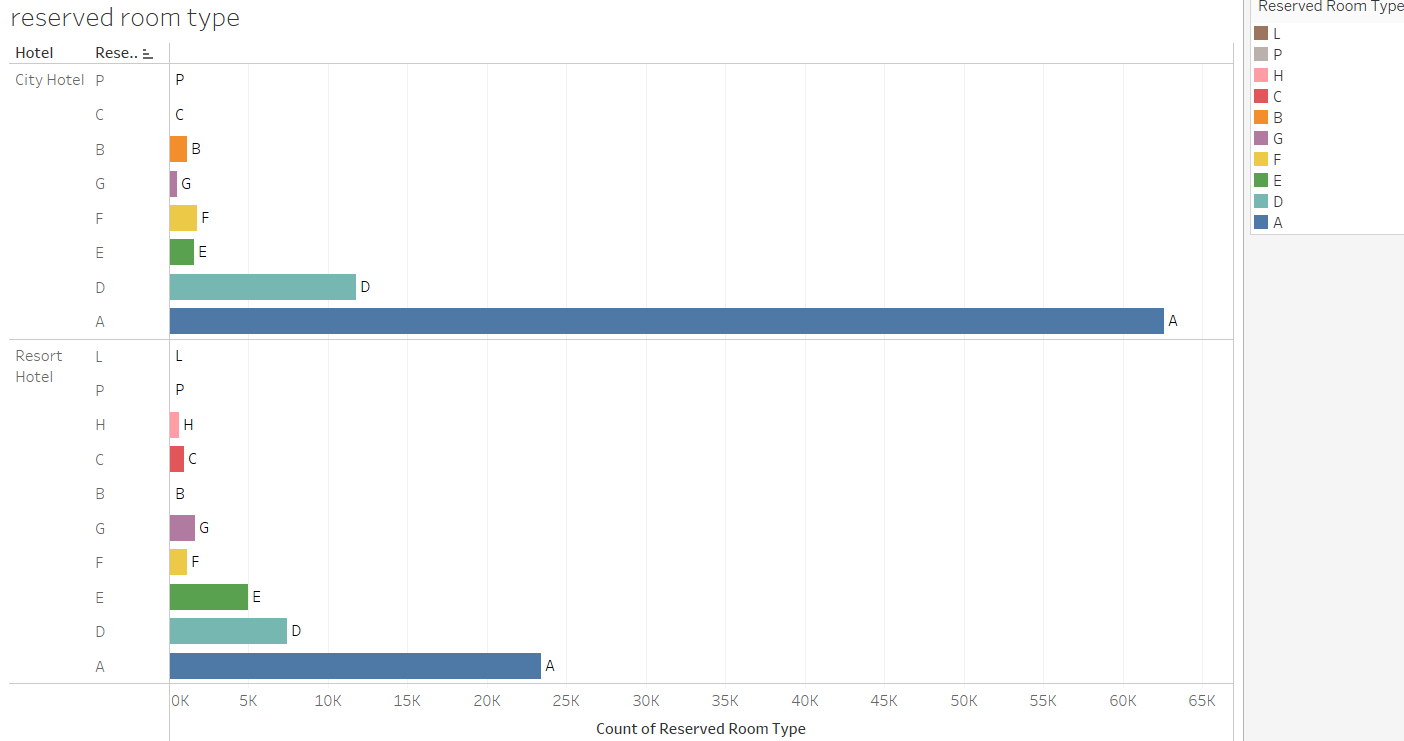 reserved room type
Reserved Room Type
Hotel Rese..
City Hotel P P
C C
B B
G G
F F
E E
D D
A A
Resort Hotel L L
P P
H H
C C
B B
G G
F F
E E
D D
A A
0K 5K 10K 15K 20K 25K 30K 35K 40K 45K 50K 55K 60K 65K
Count of Reserved Room Type
L
P
H
C
B
G
F
E
D
A